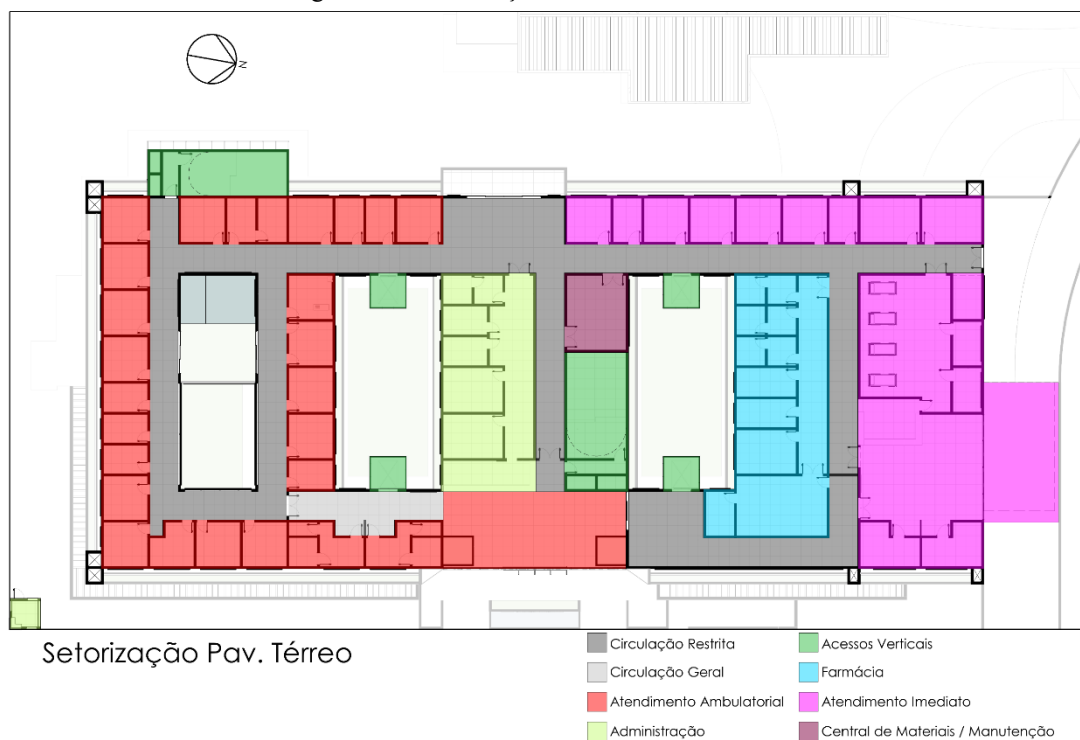 N
Setorização Pav. Térreo
Circulação Restrita
Circulação Geral
Atendimento Ambulatorial
Administração
Acessos Verticais
Farmácia
Atendimento Imediato
Central de Materiais / Manutenção